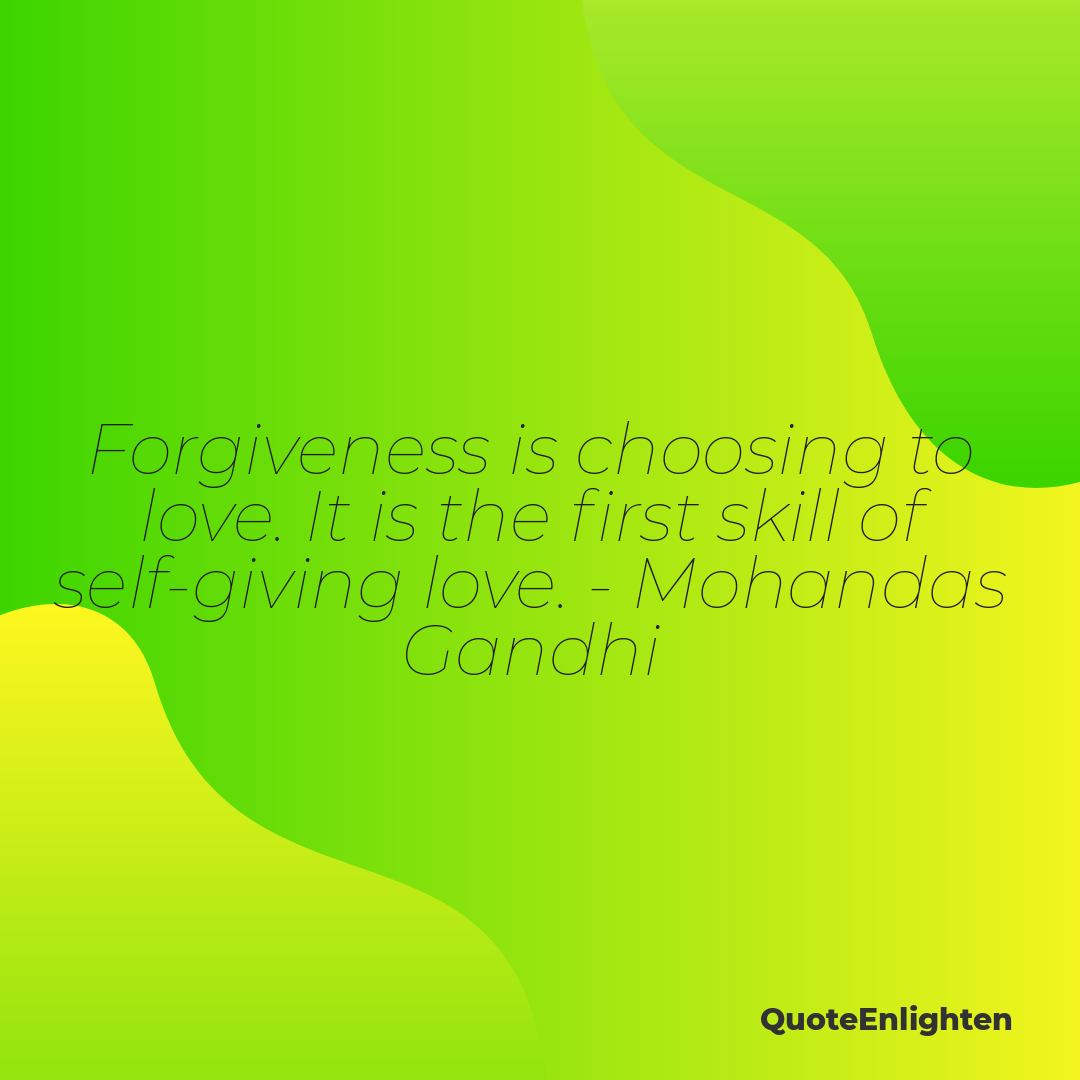 Forgiveness is choosing to
love. It is the first skill of
self-giving love. - Mohandas
Gandhi
QuoteEnlighten